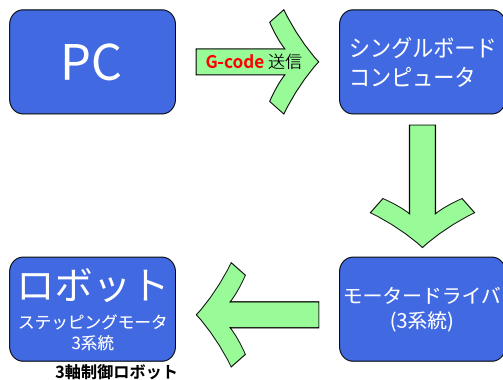 PC
G-code 送信
シングルボード
コンピュータ
モータードライバ
(3系統)
ロボット
ステッピングモータ
3系統
3軸制御ロボット